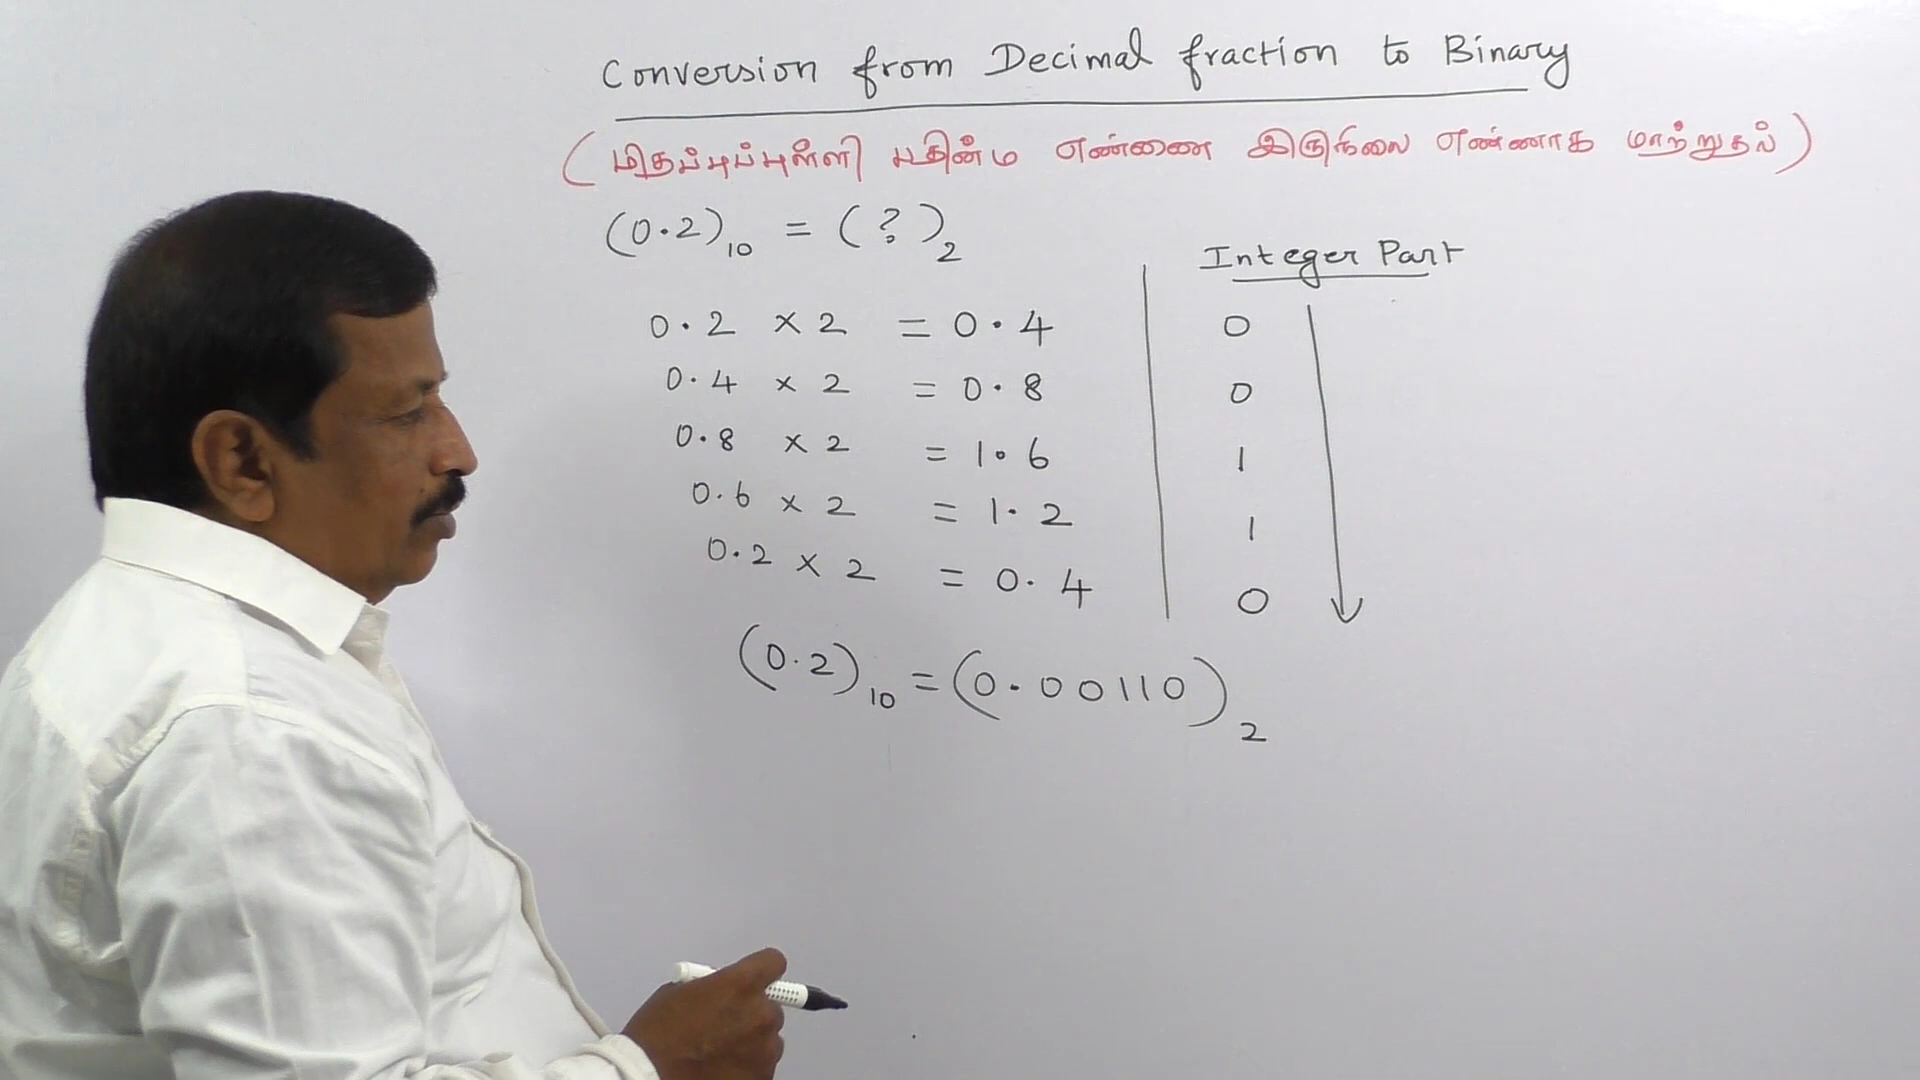 Conversion from Decimal fraction to Binary
(மிதப்புப்புள்ளி பதின்ம எண்ணை இருநிலை எண்ணாக மாற்றுதல்)
(0.2)₁₀ = (?)₂
Integer Part
0.2 × 2 = 0.4 | 0
0.4 × 2 = 0.8 | 0
0.8 × 2 = 1.6 | 1
0.6 × 2 = 1.2 | 1
0.2 × 2 = 0.4 | 0
(0.2)₁₀ = (0.00110)₂